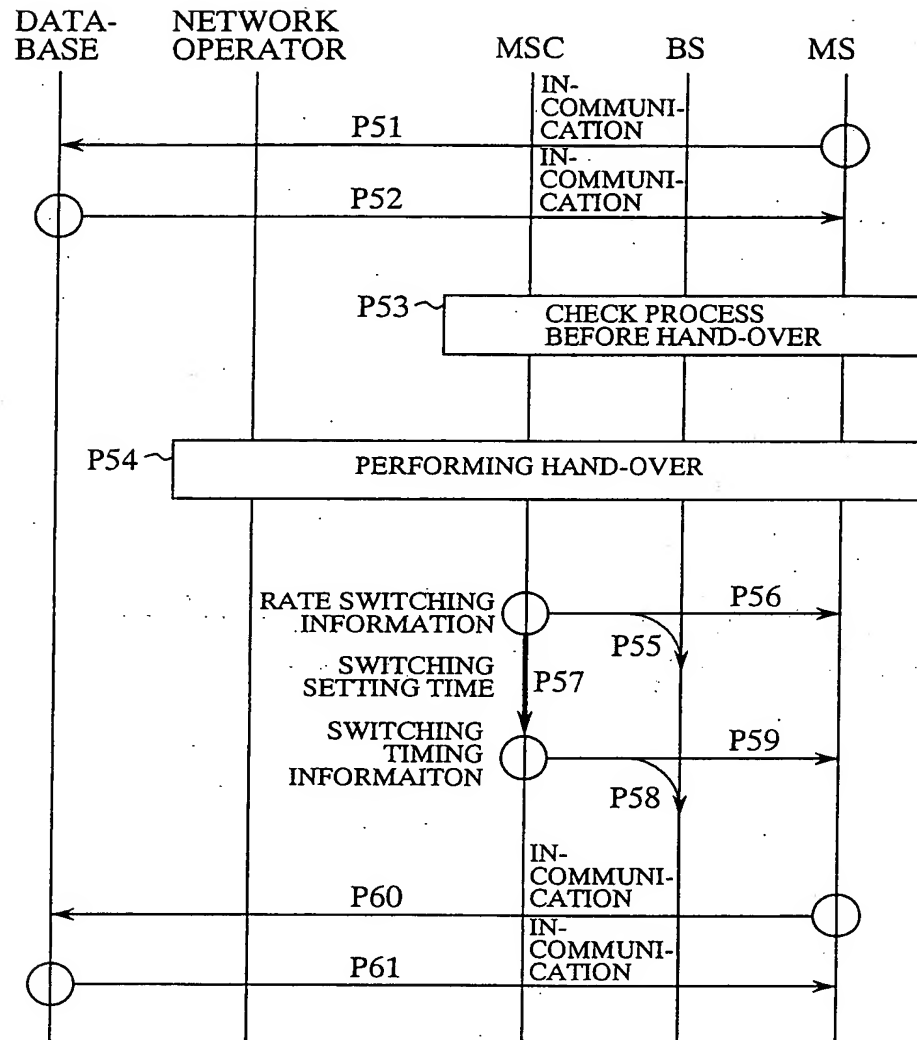 DATA-
BASE
NETWORK
OPERATOR
MSC
BS
MS
IN-
COMMUNI-
CATION
P51
IN-
COMMUNI-
CATION
P52
P53
CHECK PROCESS
BEFORE HAND-OVER
P54
PERFORMING HAND-OVER
RATE SWITCHING
INFORMATION
P56
P55
SWITCHING
SETTING TIME
P57
SWITCHING
TIMING
INFORMAITON
P59
P58
IN-
COMMUNI-
CATION
P60
IN-
COMMUNI-
CATION
P61